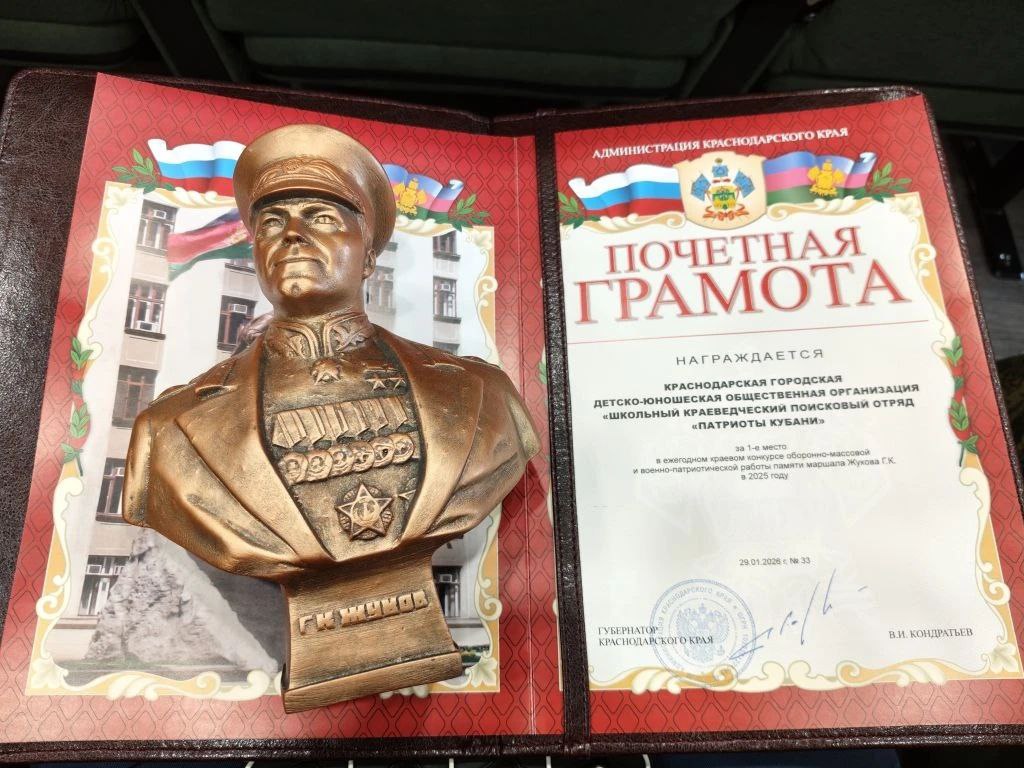 Г.К. ЖУКОВ
АДМИНИСТРАЦИЯ КРАСНОДАРСКОГО КРАЯ
ПОЧЕТНАЯ
ГРАМОТА
НАГРАЖДАЕТСЯ
КРАСНОДАРСКАЯ ГОРОДСКАЯ
ДЕТСКО-ЮНОШЕСКАЯ ОБЩЕСТВЕННАЯ ОРГАНИЗАЦИЯ
«ШКОЛЬНЫЙ КРАЕВЕДЧЕСКИЙ ПОИСКОВЫЙ ОТРЯД
«ПАТРИОТЫ КУБАНИ»
за 1-е место
в ежегодном краевом конкурсе оборонно-массовой
и военно-патриотической работы памяти маршала Жукова Г.К.
в 2025 году
29.01.2026 г. № 33
ГУБЕРНАТОР
КРАСНОДАРСКОГО КРАЯ
В.И. КОНДРАТЬЕВ